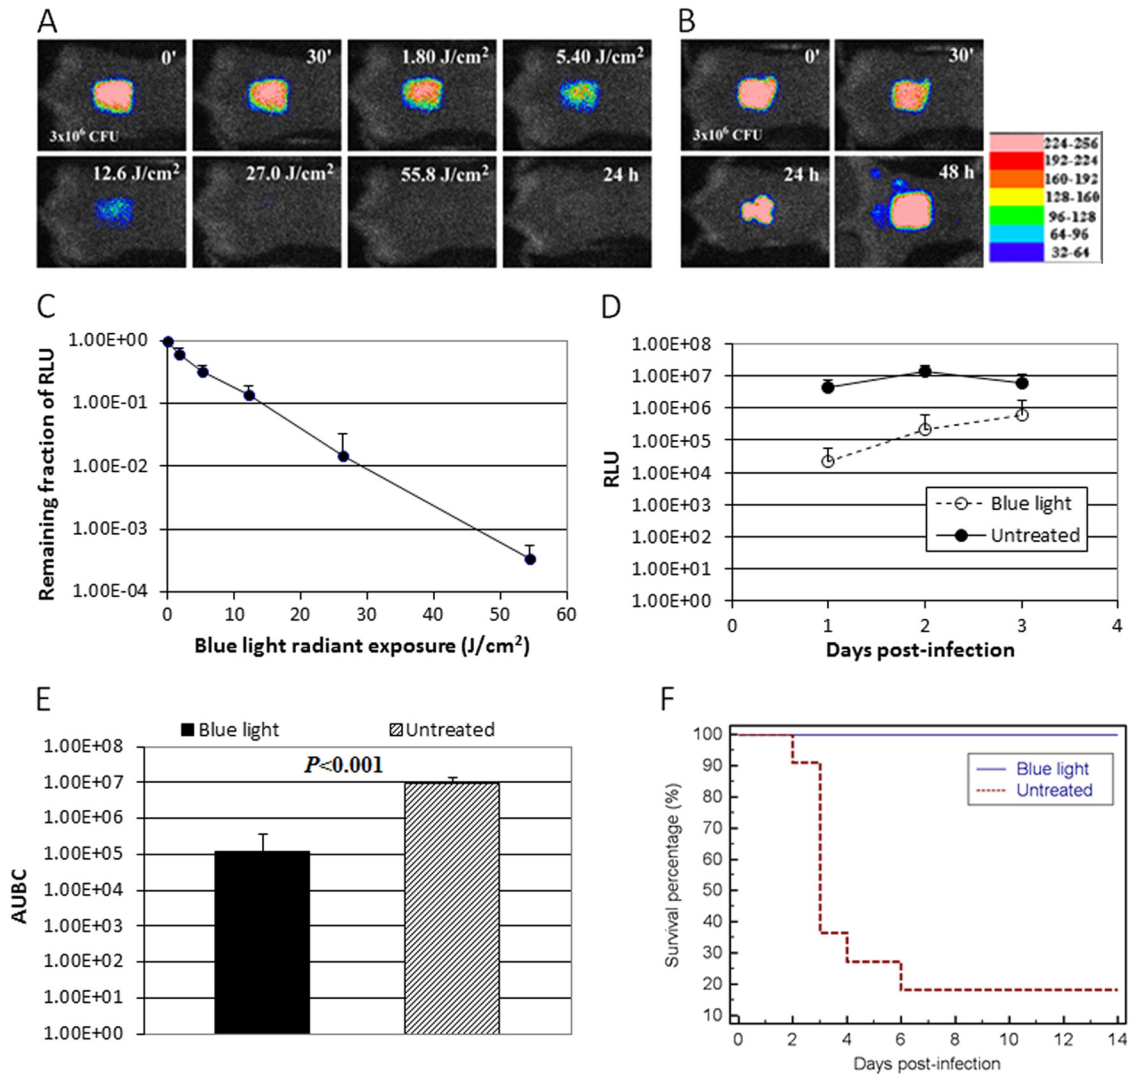 A
0'
30'
1.80 J/cm²
5.40 J/cm²
3x10⁶ CFU
12.6 J/cm²
27.0 J/cm²
55.8 J/cm²
24 h
B
0'
30'
3x10⁶ CFU
24 h
48 h
224-256
192-224
160-192
128-160
96-128
64-96
32-64
C
Remaining fraction of RLU
1.00E+00
1.00E-01
1.00E-02
1.00E-03
1.00E-04
0 10 20 30 40 50 60
Blue light radiant exposure (J/cm²)
D
RLU
1.00E+08
1.00E+07
1.00E+06
1.00E+05
1.00E+04
1.00E+03
1.00E+02
1.00E+01
1.00E+00
Blue light
Untreated
0 1 2 3 4
Days post-infection
E
Blue light
Untreated
AUBC
1.00E+08
1.00E+07
1.00E+06
1.00E+05
1.00E+04
1.00E+03
1.00E+02
1.00E+01
1.00E+00
P<0.001
F
Survival percentage (%)
100
90
80
70
60
50
40
30
20
10
Blue light
Untreated
0 2 4 6 8 10 12 14
Days post-infection